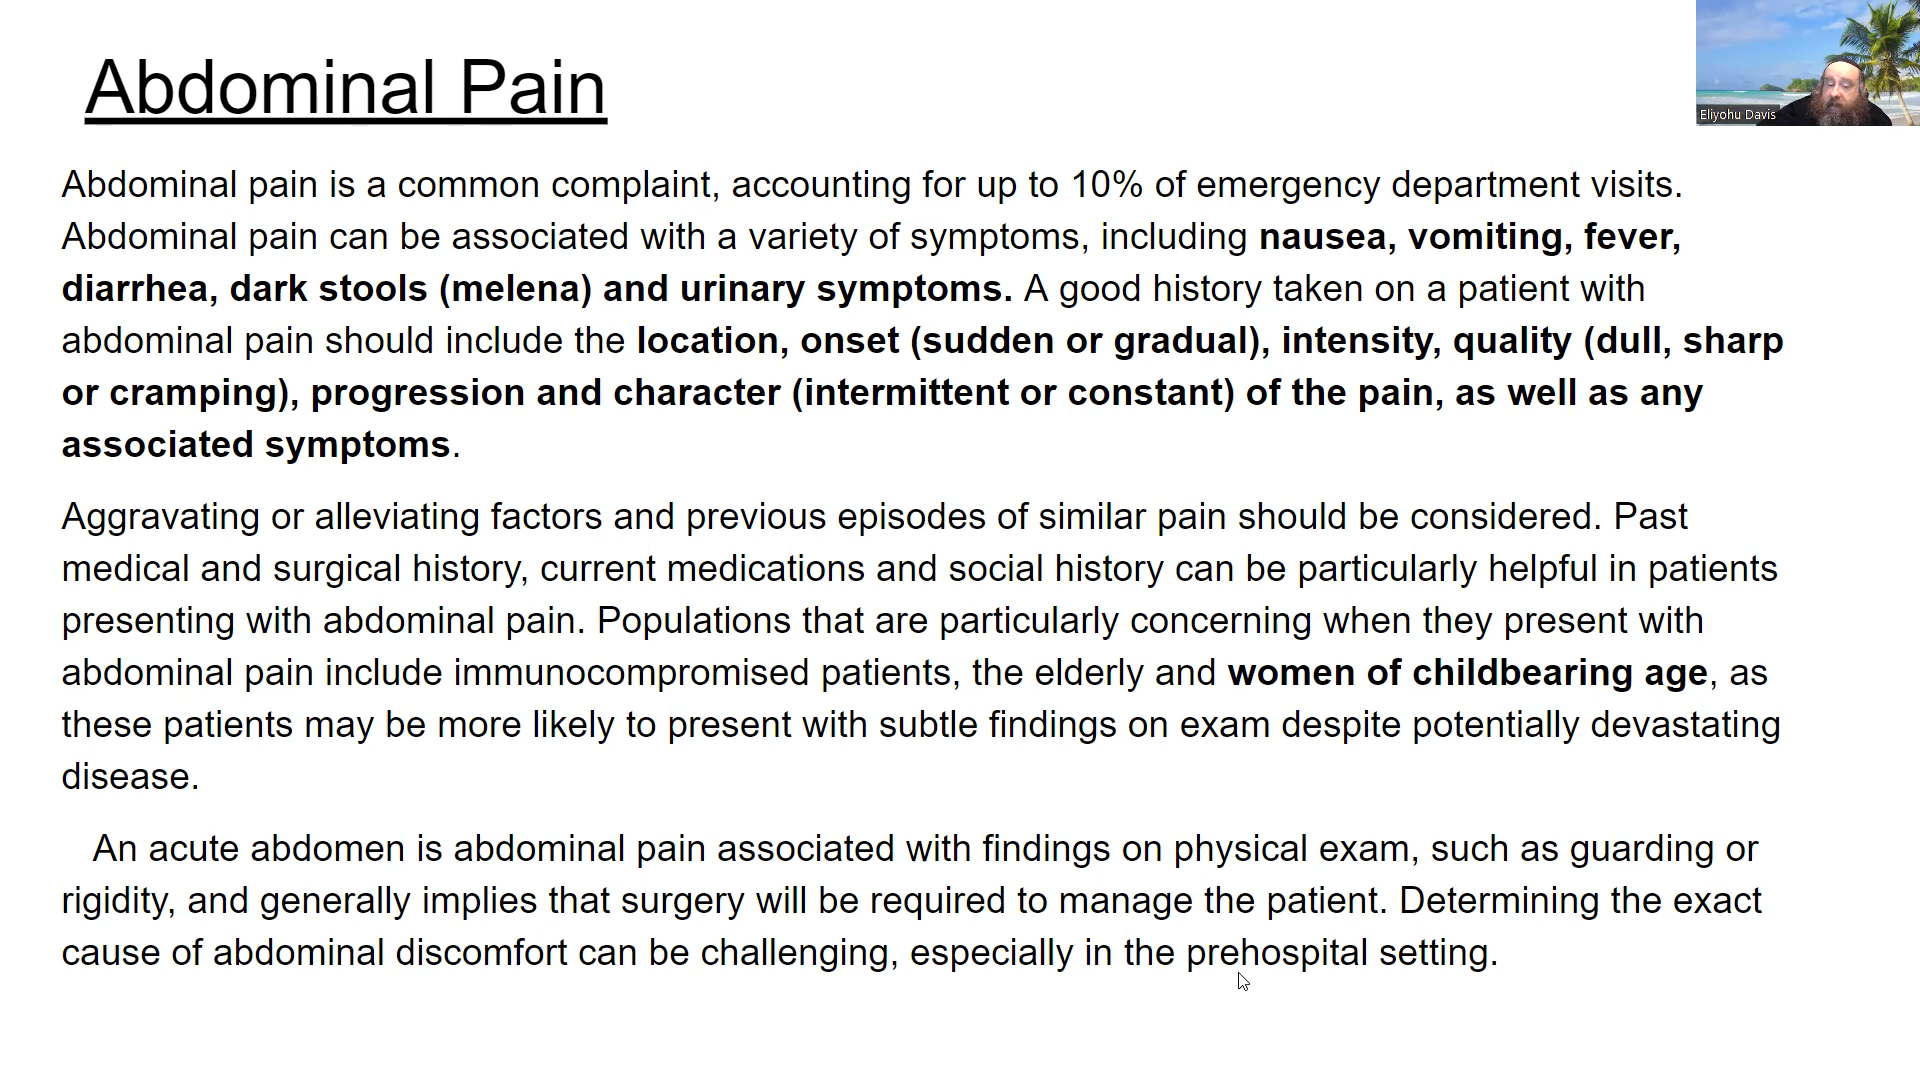 Abdominal Pain
Eliyohu Davis
Abdominal pain is a common complaint, accounting for up to 10% of emergency department visits.
Abdominal pain can be associated with a variety of symptoms, including nausea, vomiting, fever,
diarrhea, dark stools (melena) and urinary symptoms. A good history taken on a patient with
abdominal pain should include the location, onset (sudden or gradual), intensity, quality (dull, sharp
or cramping), progression and character (intermittent or constant) of the pain, as well as any
associated symptoms.
Aggravating or alleviating factors and previous episodes of similar pain should be considered. Past
medical and surgical history, current medications and social history can be particularly helpful in patients
presenting with abdominal pain. Populations that are particularly concerning when they present with
abdominal pain include immunocompromised patients, the elderly and women of childbearing age, as
these patients may be more likely to present with subtle findings on exam despite potentially devastating
disease.
An acute abdomen is abdominal pain associated with findings on physical exam, such as guarding or
rigidity, and generally implies that surgery will be required to manage the patient. Determining the exact
cause of abdominal discomfort can be challenging, especially in the prehospital setting.